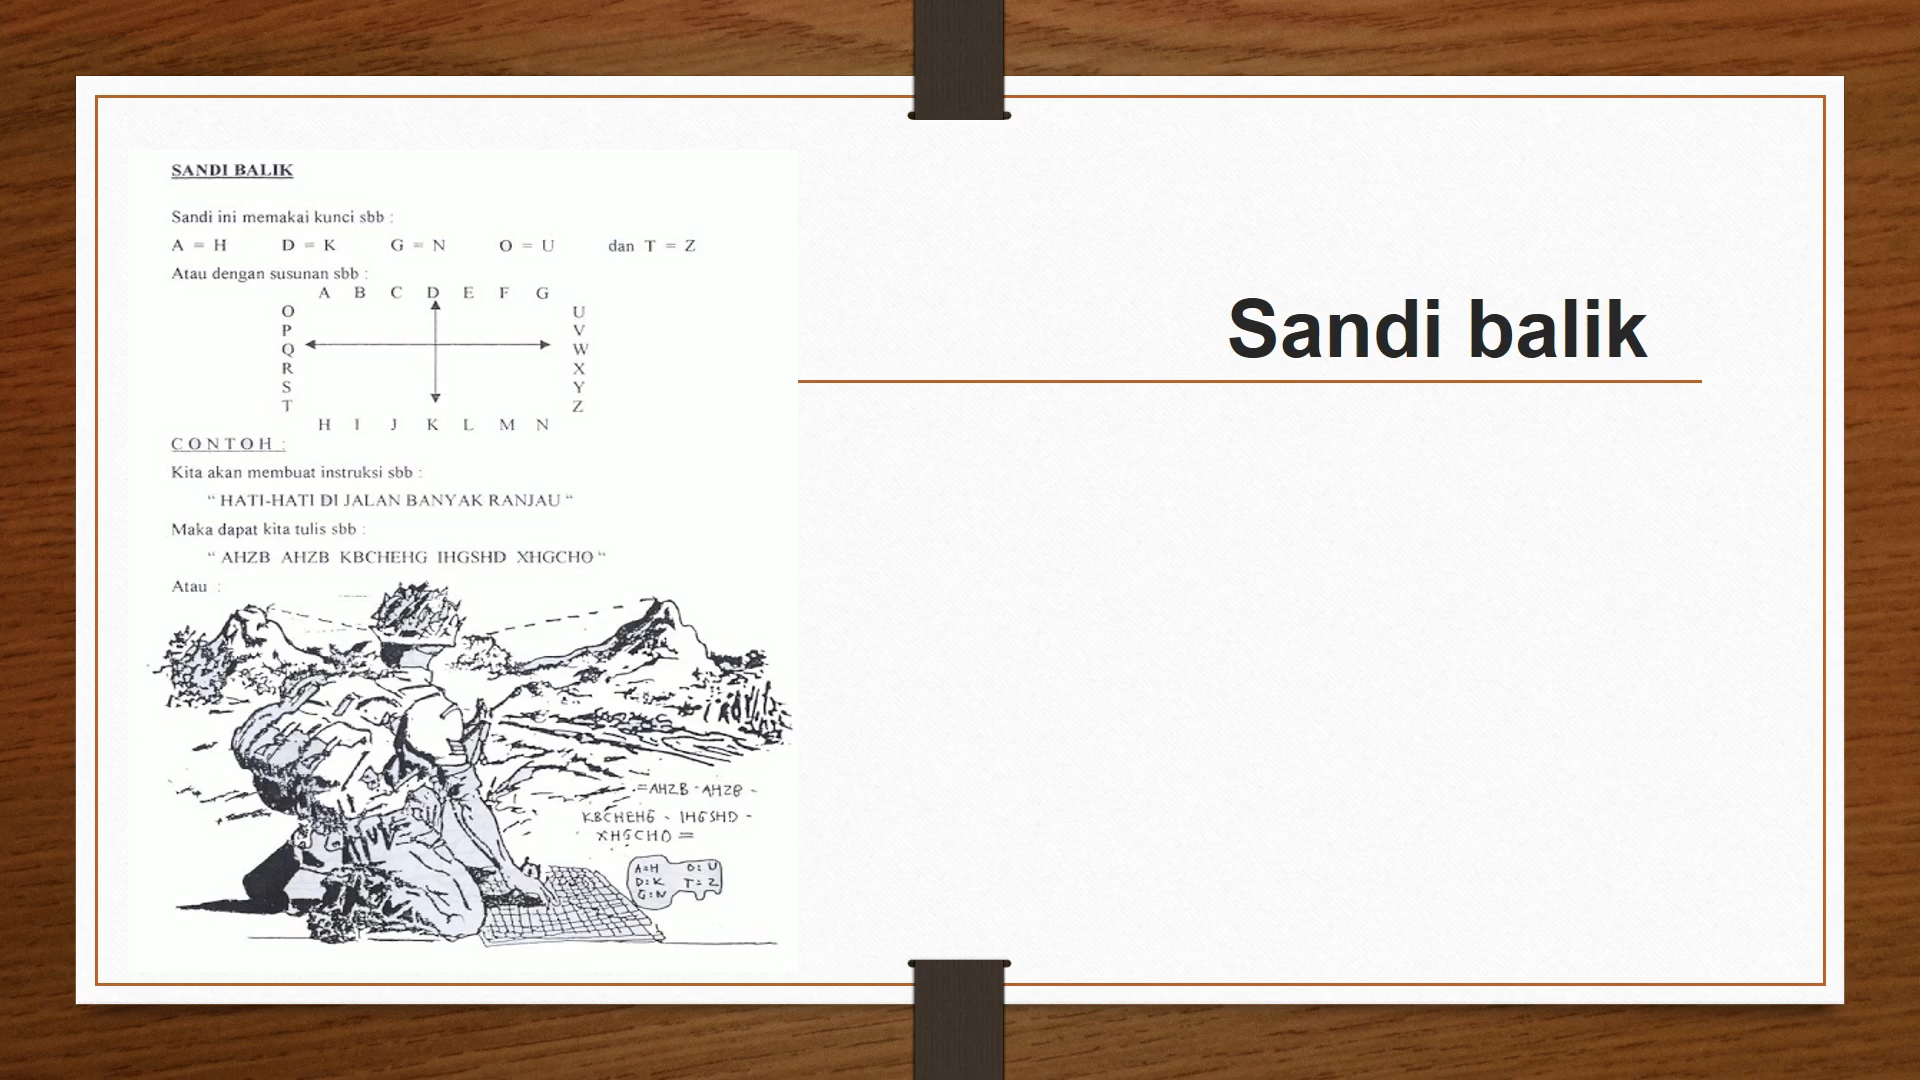 SANDI BALIK
Sandi ini memakai kunci sbb :
A = H D = K G = N O = U dan T = Z
Atau dengan susunan sbb :
A B C D E F G
O U
P V
Q W
R X
S Y
T Z
H I J K L M N
CONTOH :
Kita akan membuat instruksi sbb :
“ HATI-HATI DI JALAN BANYAK RANJAU “
Maka dapat kita tulis sbb :
“ AHZB AHZB KBCHEHG IHGSHD XHGCHO “
Atau :
=AHZB - AHZB -
KBCHEHG - IHGSHD -
XHGCHO =
A=H O=U
D=K T=Z
G=N
Sandi balik